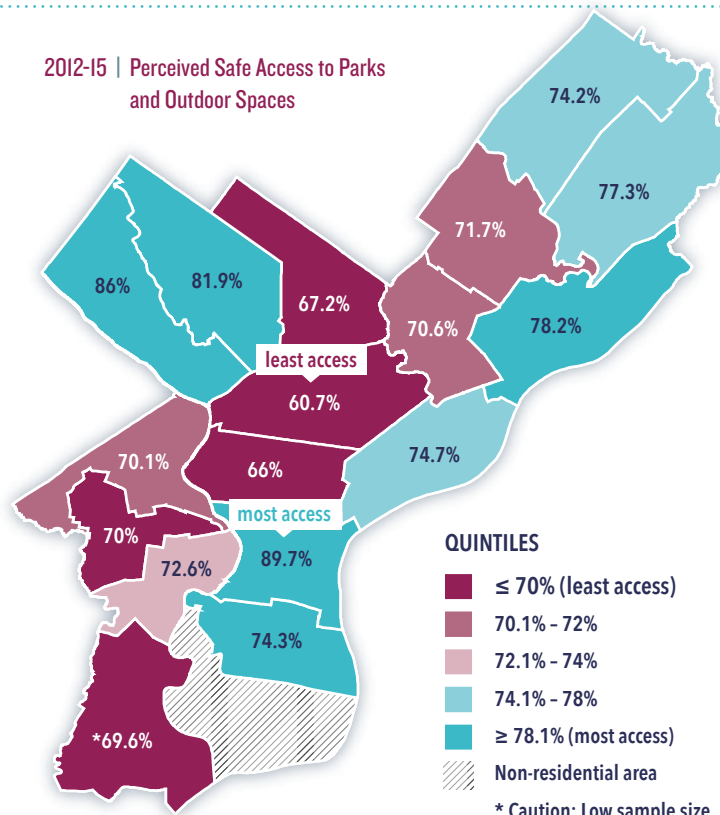 2012-15 | Perceived Safe Access to Parks
and Outdoor Spaces
74.2%
77.3%
71.7%
86%
81.9%
67.2%
70.6%
78.2%
least access
60.7%
70.1%
66%
74.7%
most access
70%
72.6%
89.7%
74.3%
*69.6%
QUINTILES
≤ 70% (least access)
70.1% – 72%
72.1% – 74%
74.1% – 78%
≥ 78.1% (most access)
Non-residential area
* Caution: Low sample size